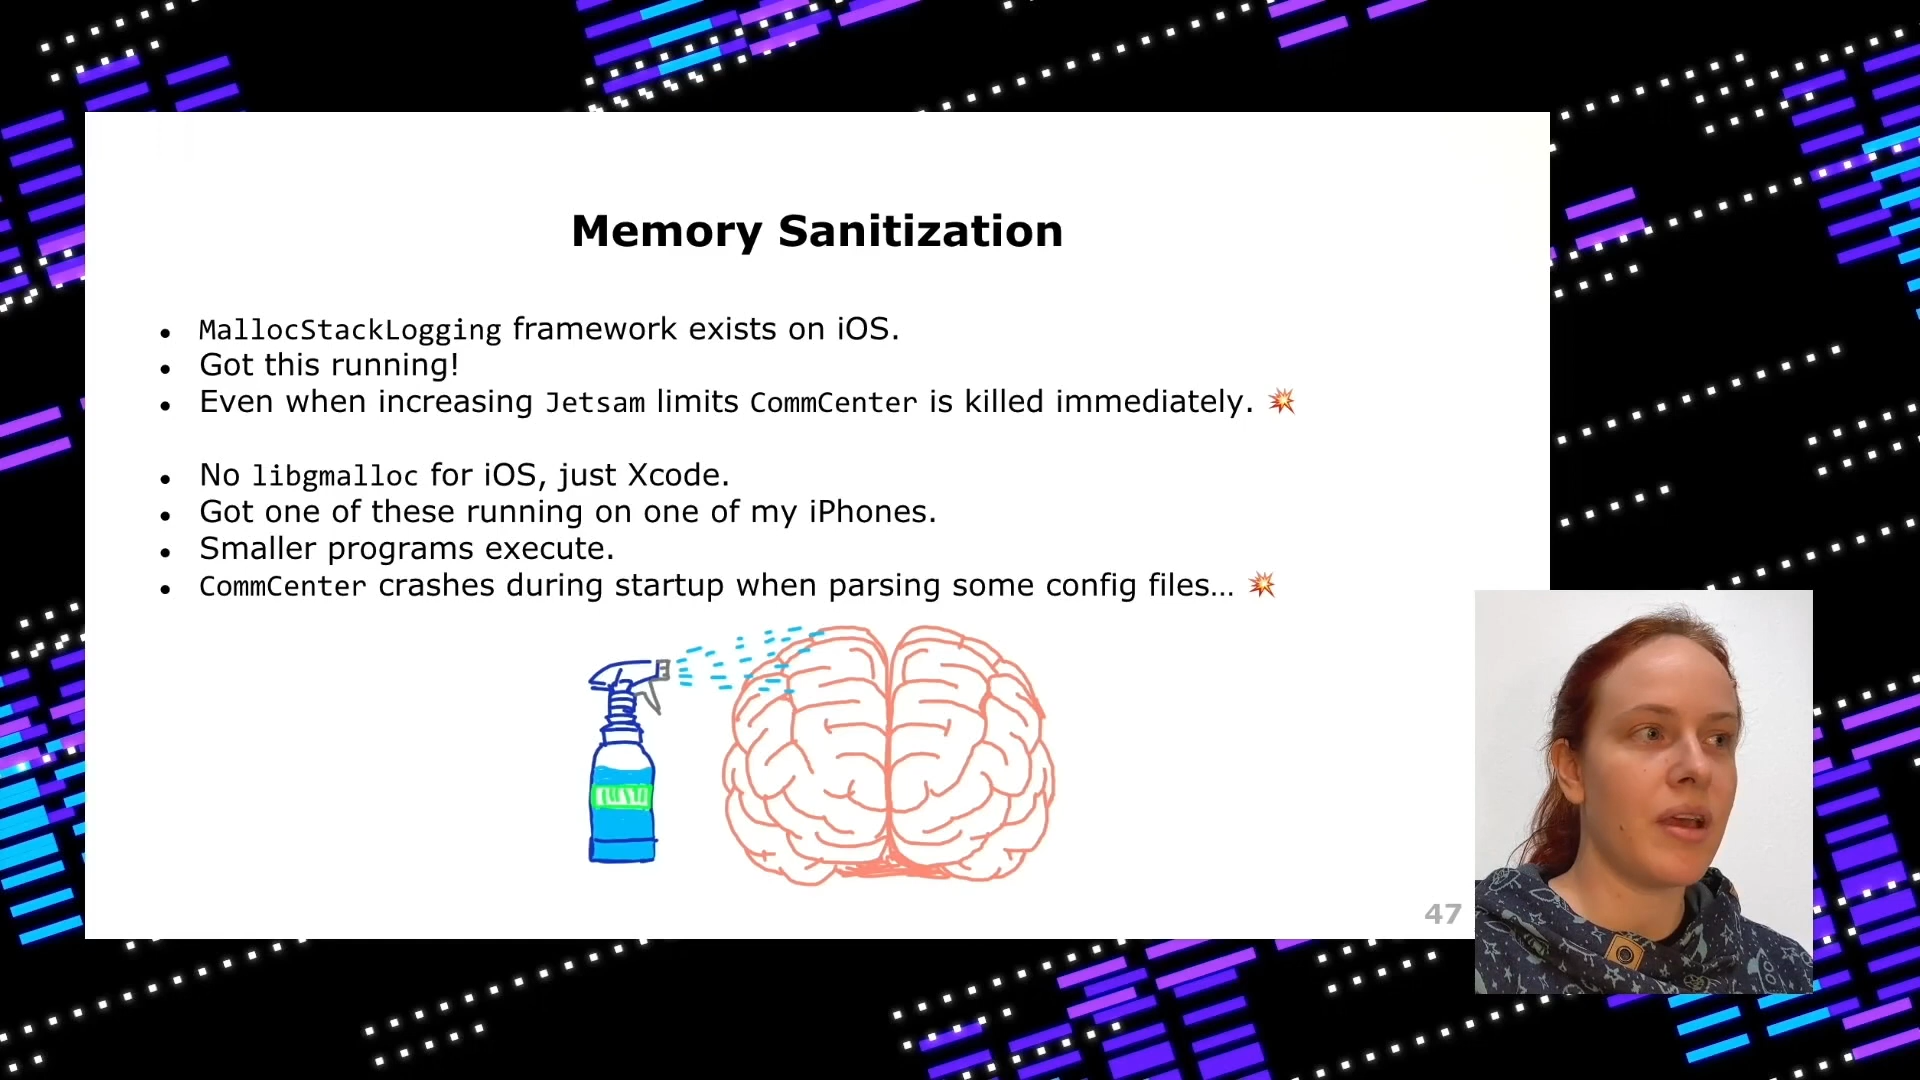 Memory Sanitization
• MallocStackLogging framework exists on iOS.
• Got this running!
• Even when increasing Jetsam limits CommCenter is killed immediately. 💥
• No libgmalloc for iOS, just Xcode.
• Got one of these running on one of my iPhones.
• Smaller programs execute.
• CommCenter crashes during startup when parsing some config files… 💥
47